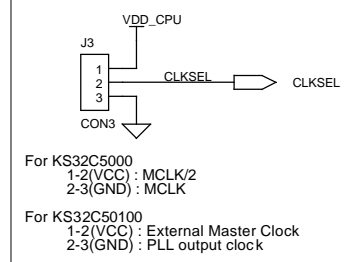 VDD_CPU
J3
1
2
3
CLKSEL
CLKSEL
CON3
For KS32C5000
1-2(VCC) : MCLK/2
2-3(GND) : MCLK
For KS32C50100
1-2(VCC) : External Master Clock
2-3(GND) : PLL output clock